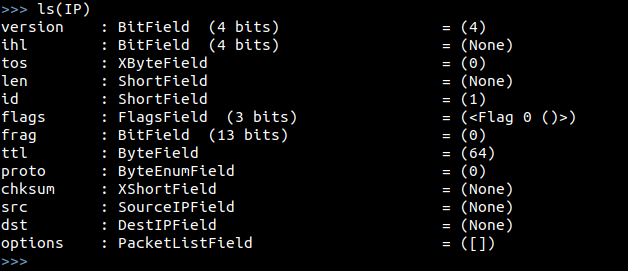 >>> ls(IP)
version    : BitField  (4 bits)                  = (4)
ihl        : BitField  (4 bits)                  = (None)
tos        : XByteField                          = (0)
len        : ShortField                          = (None)
id         : ShortField                          = (1)
flags      : FlagsField  (3 bits)                = (<Flag 0 ()>)
frag       : BitField  (13 bits)                 = (0)
ttl        : ByteField                           = (64)
proto      : ByteEnumField                       = (0)
chksum     : XShortField                         = (None)
src        : SourceIPField                       = (None)
dst        : DestIPField                         = (None)
options    : PacketListField                     = ([])
>>>